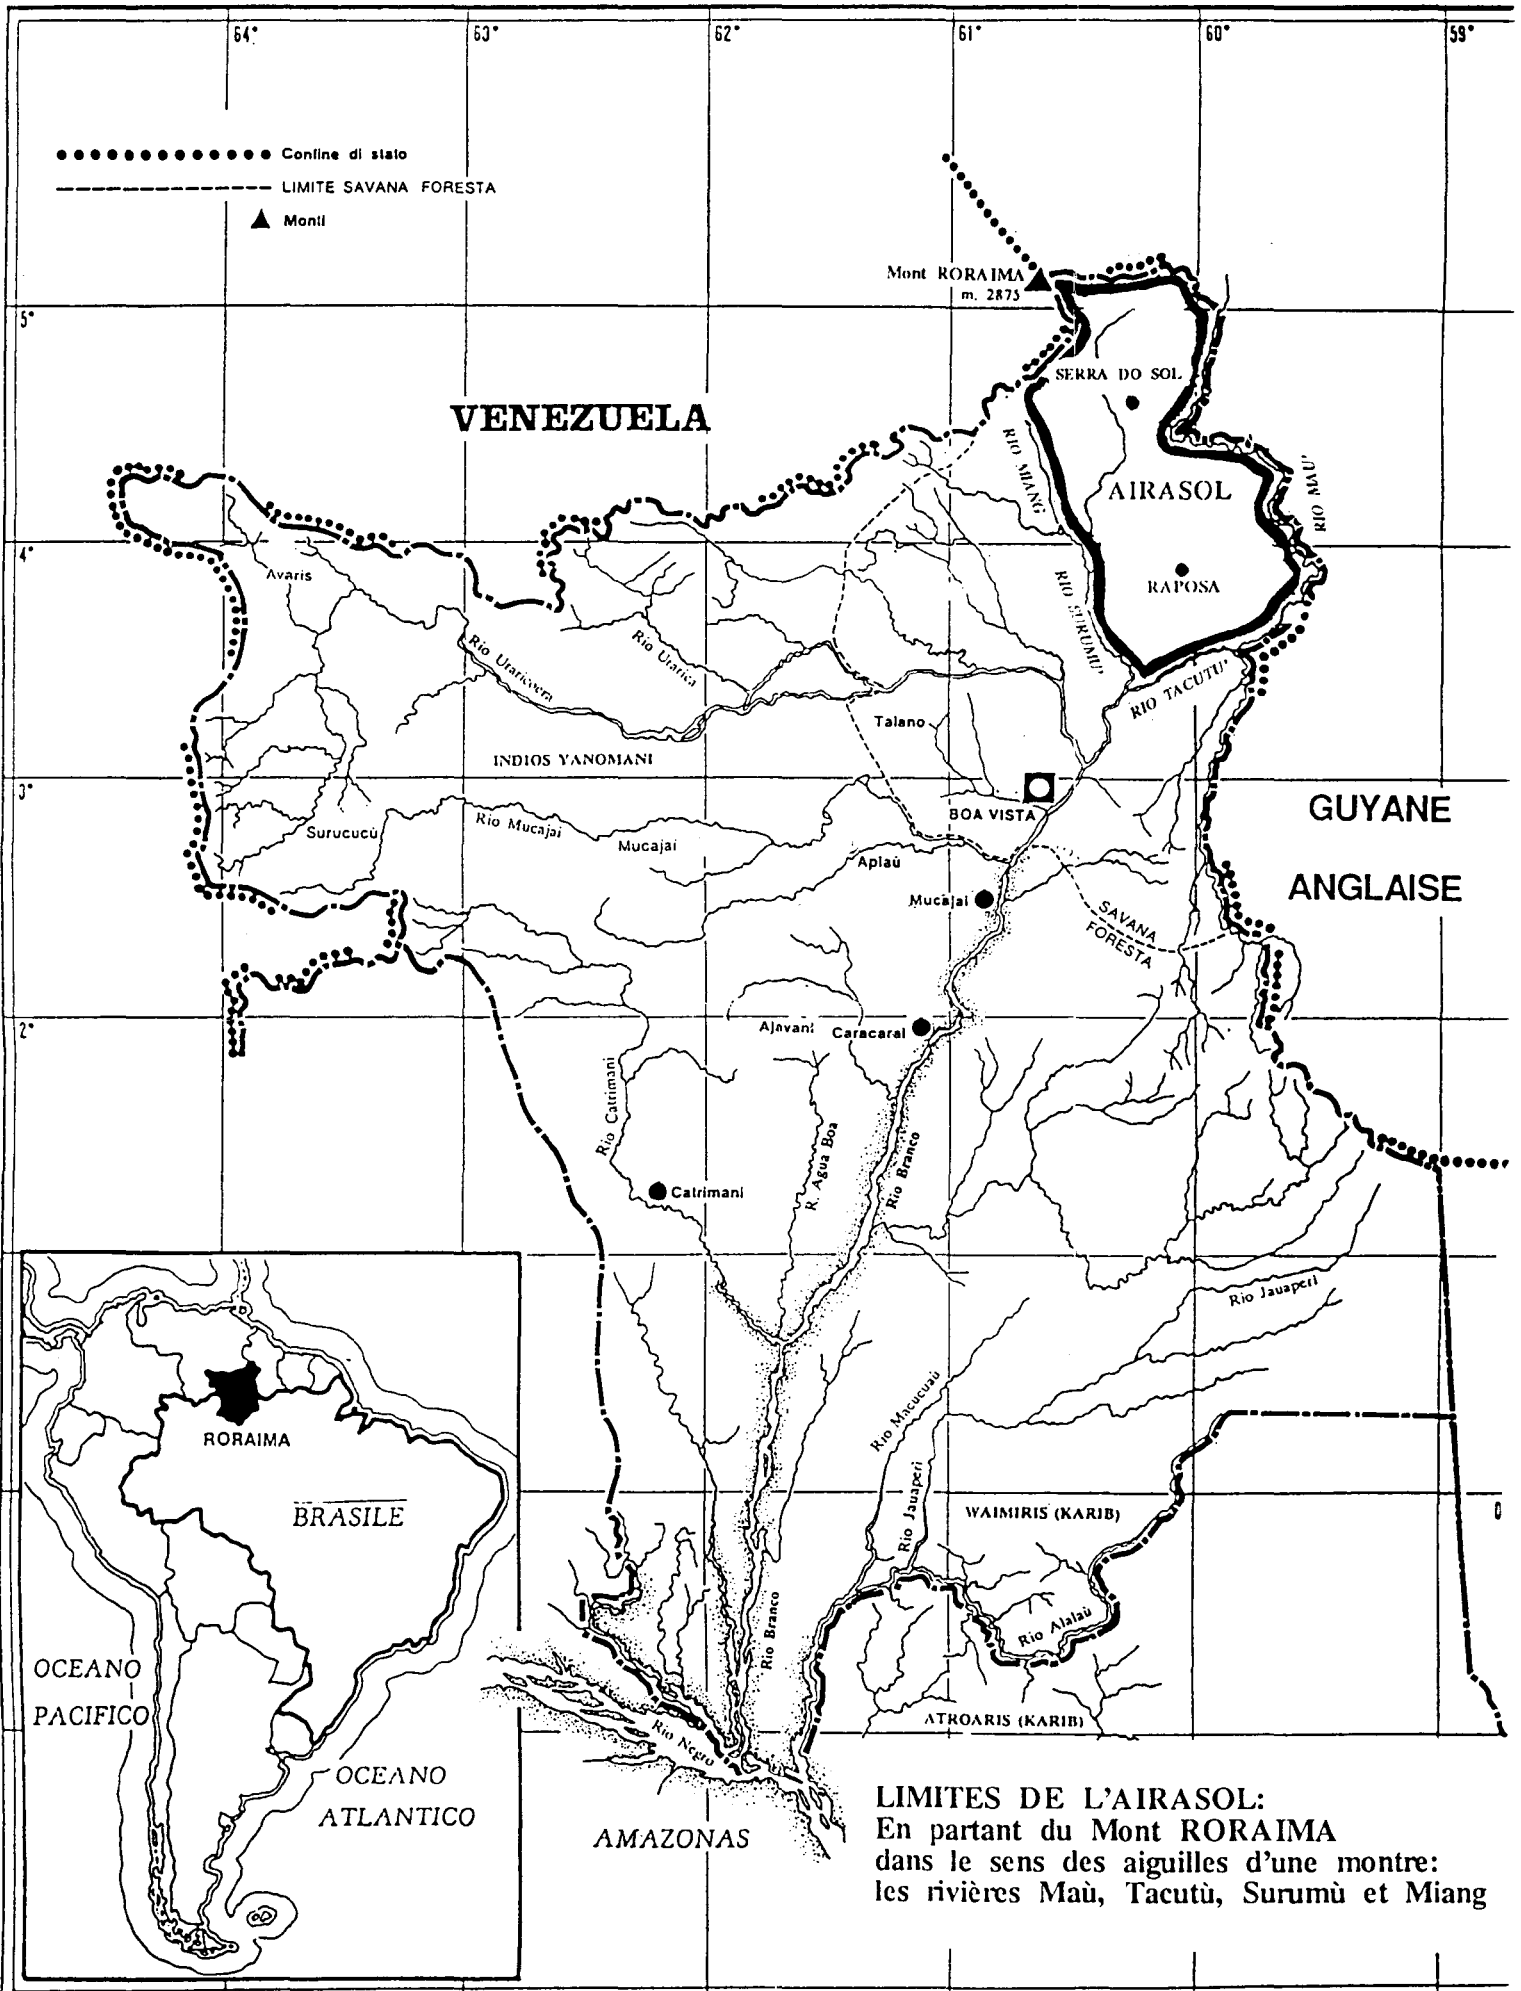 64°
63°
62°
61°
60°
59°
Confine di stato
LIMITE SAVANA FORESTA
Monti
Mont RORAIMA
m. 2875
5°
SERRA DO SOL
VENEZUELA
RIO MIANG
AIRASOL
RIO MAU'
4°
Avaris
RAPOSA
RIO SURUMU'
Rio Uraricuera
Rio Urarica
RIO TACUTU'
Talano
INDIOS YANOMANI
3°
BOA VISTA
GUYANE
ANGLAISE
Surucucù
Rio Mucajai
Mucajai
Aplaù
Mucajai
SAVANA
FORESTA
2°
Ajavani
Caracaral
Rio Catrimani
R. Agua Boa
Rio Branco
Catrimani
Rio Jauaperi
Rio Macucuaù
RORAIMA
BRASILE
Rio Jauaperi
WAIMIRIS (KARIB)
0
Rio Branco
Rio Alalaù
OCEANO
PACIFICO
Rio Negro
ATROARIS (KARIB)
OCEANO
ATLANTICO
AMAZONAS
LIMITES DE L'AIRASOL:
En partant du Mont RORAIMA
dans le sens des aiguilles d'une montre:
les rivières Maù, Tacutù, Surumù et Miang